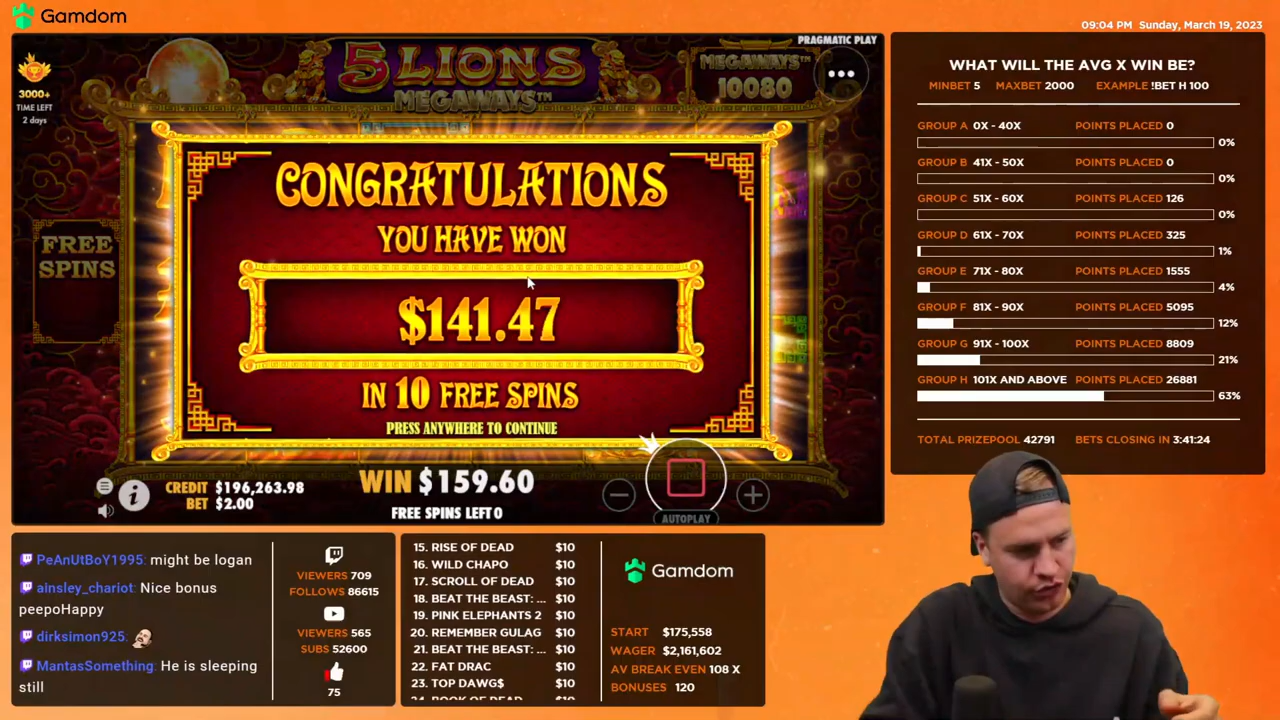 Gamdom
09:04 PM Sunday, March 19, 2023
PRAGMATIC PLAY
3000+
TIME LEFT
2 days
5 LIONS
MEGAWAYS™
MEGAWAYS™
10080
FREE
SPINS
CONGRATULATIONS
YOU HAVE WON
$141.47
IN 10 FREE SPINS
PRESS ANYWHERE TO CONTINUE
CREDIT $196,263.98
BET $2.00
WIN $159.60
FREE SPINS LEFT 0
AUTOPLAY
WHAT WILL THE AVG X WIN BE?
MINBET 5 MAXBET 2000 EXAMPLE !BET H 100
GROUP A 0X - 40X POINTS PLACED 0
0%
GROUP B 41X - 50X POINTS PLACED 0
0%
GROUP C 51X - 60X POINTS PLACED 126
0%
GROUP D 61X - 70X POINTS PLACED 325
1%
GROUP E 71X - 80X POINTS PLACED 1555
4%
GROUP F 81X - 90X POINTS PLACED 5095
12%
GROUP G 91X - 100X POINTS PLACED 8809
21%
GROUP H 101X AND ABOVE POINTS PLACED 26881
63%
TOTAL PRIZEPOOL 42791 BETS CLOSING IN 3:41:24
PeAnUtBoY1995: might be logan
ainsley_chariot: Nice bonus
peepoHappy
dirksimon925:
MantasSomething: He is sleeping
still
VIEWERS 709
FOLLOWS 86615
VIEWERS 565
SUBS 52600
75
15. RISE OF DEAD $10
16. WILD CHAPO $10
17. SCROLL OF DEAD $10
18. BEAT THE BEAST: ... $10
19. PINK ELEPHANTS 2 $10
20. REMEMBER GULAG $10
21. BEAT THE BEAST: ... $10
22. FAT DRAC $10
23. TOP DAWG$ $10
24. BOOK OF DEAD $10
Gamdom
START $175,558
WAGER $2,161,602
AV BREAK EVEN 108 X
BONUSES 120